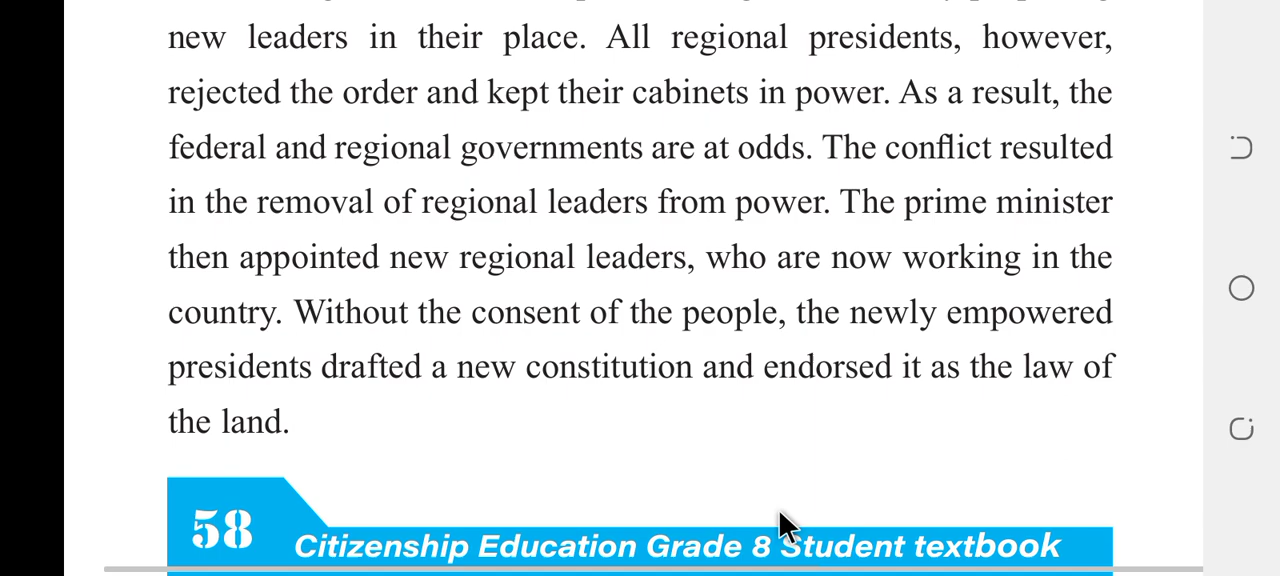 new leaders in their place. All regional presidents, however,
rejected the order and kept their cabinets in power. As a result, the
federal and regional governments are at odds. The conflict resulted
in the removal of regional leaders from power. The prime minister
then appointed new regional leaders, who are now working in the
country. Without the consent of the people, the newly empowered
presidents drafted a new constitution and endorsed it as the law of
the land.
58
Citizenship Education Grade 8 Student textbook